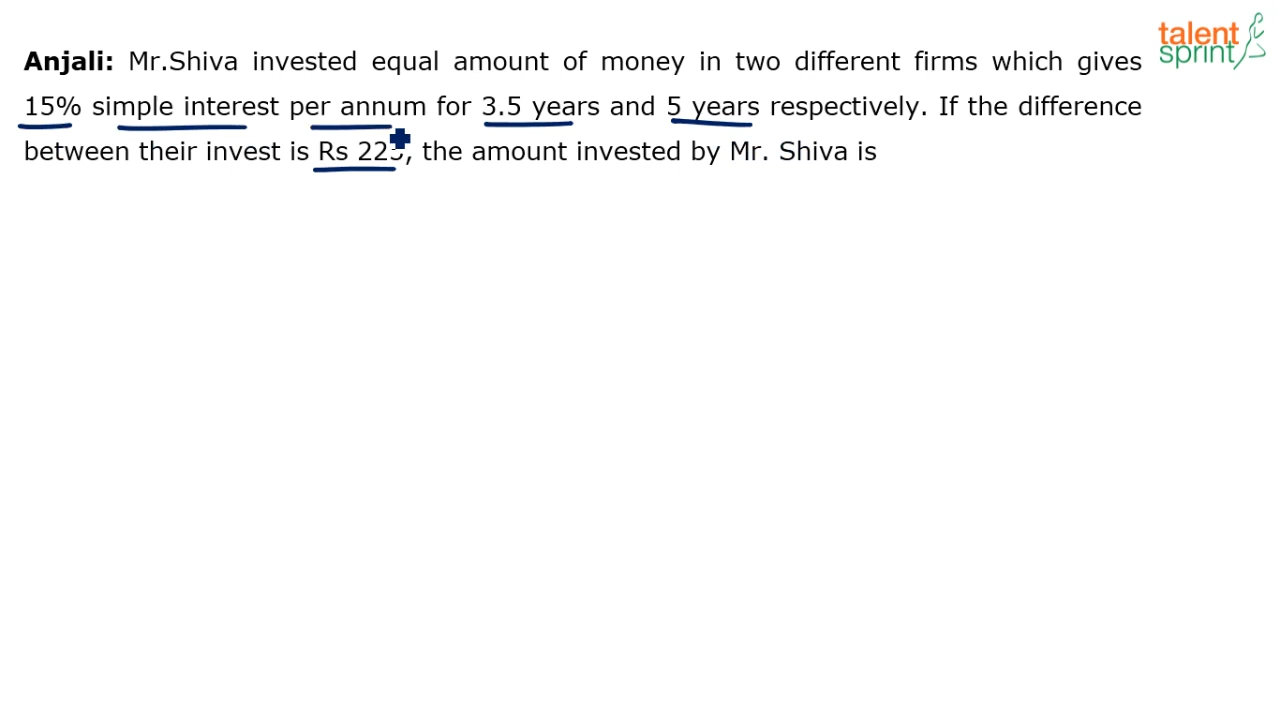 talent
sprint
Anjali: Mr.Shiva invested equal amount of money in two different firms which gives
15% simple interest per annum for 3.5 years and 5 years respectively. If the difference
between their invest is Rs 225, the amount invested by Mr. Shiva is